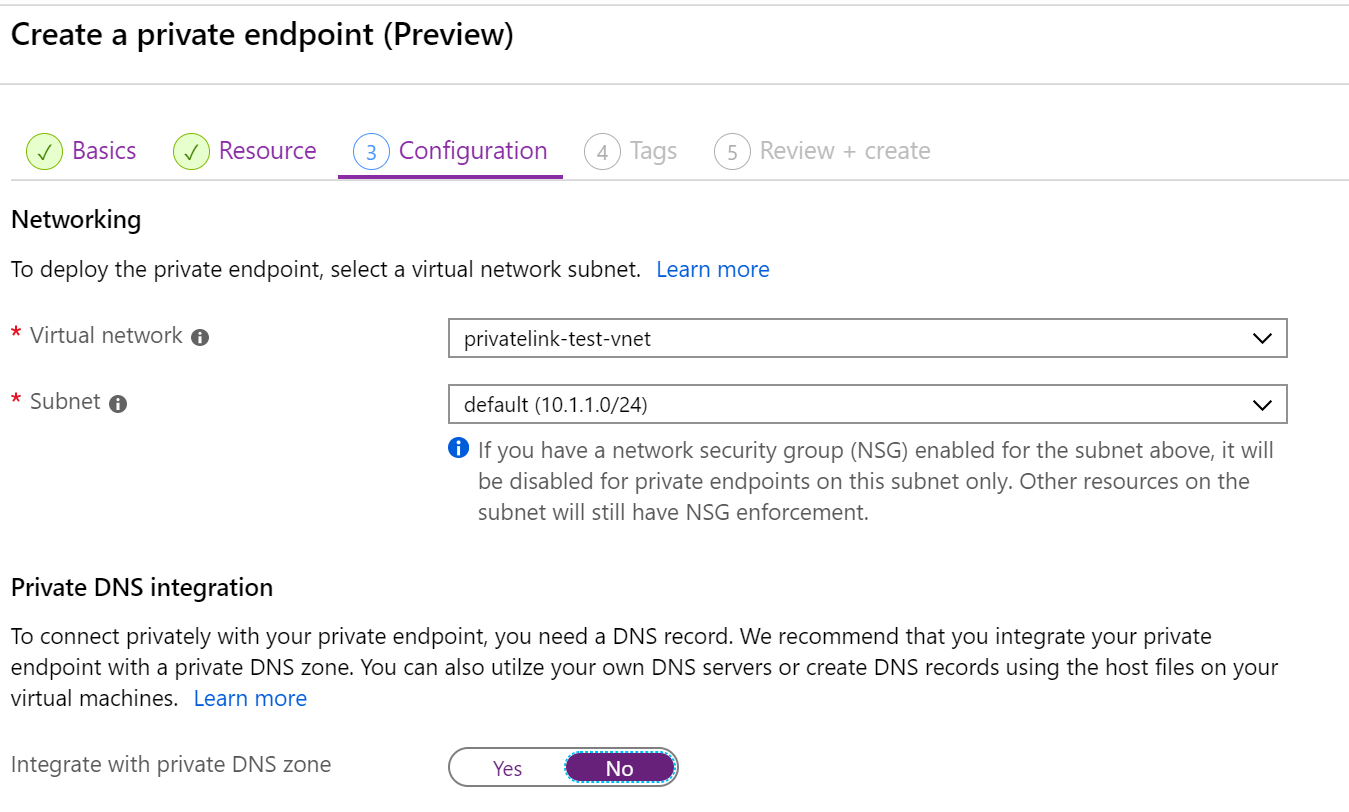 Create a private endpoint (Preview)
✓ Basics ✓ Resource 3 Configuration 4 Tags 5 Review + create
Networking
To deploy the private endpoint, select a virtual network subnet. Learn more
* Virtual network privatelink-test-vnet
* Subnet default (10.1.1.0/24)
If you have a network security group (NSG) enabled for the subnet above, it will
be disabled for private endpoints on this subnet only. Other resources on the
subnet will still have NSG enforcement.
Private DNS integration
To connect privately with your private endpoint, you need a DNS record. We recommend that you integrate your private
endpoint with a private DNS zone. You can also utilze your own DNS servers or create DNS records using the host files on your
virtual machines. Learn more
Integrate with private DNS zone Yes No